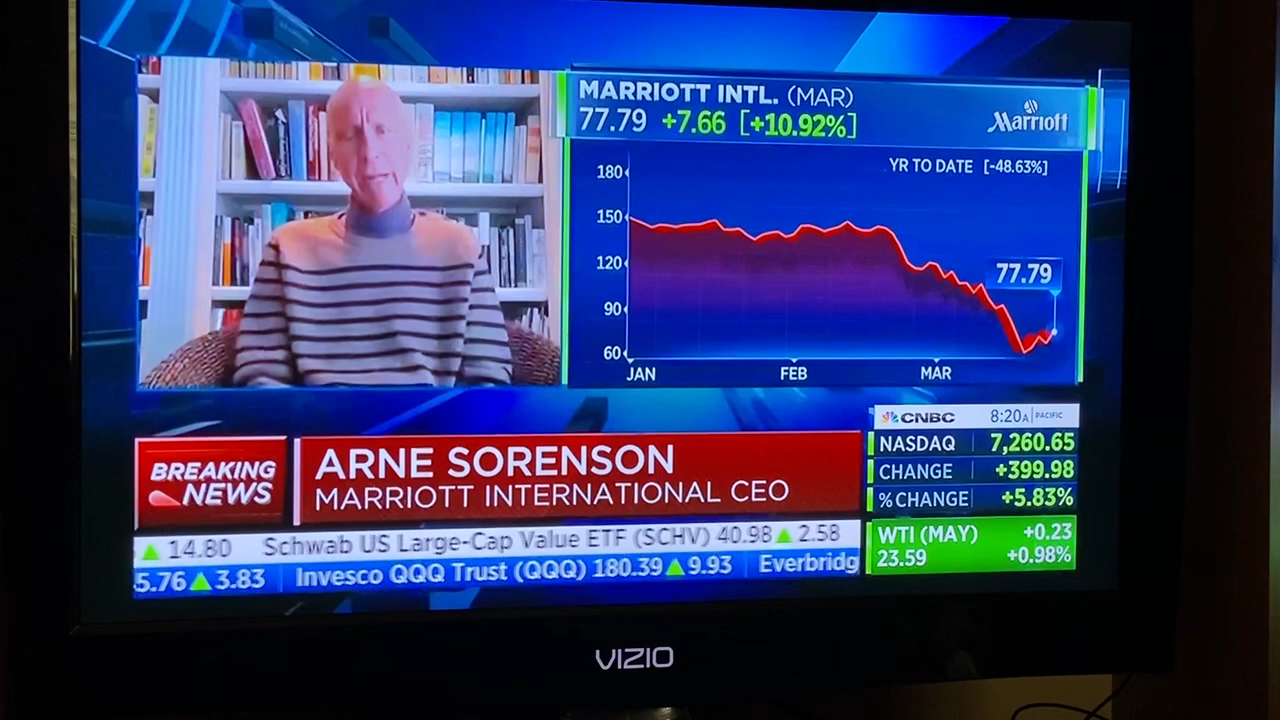 MARRIOTT INTL. (MAR)
77.79 +7.66 [+10.92%]
Marriott
YR TO DATE [-48.63%]
180
150
120
90
60
77.79
JAN FEB MAR
BREAKING
NEWS
ARNE SORENSON
MARRIOTT INTERNATIONAL CEO
CNBC 8:20A PACIFIC
NASDAQ 7,260.65
CHANGE +399.98
% CHANGE +5.83%
WTI (MAY) +0.23
23.59 +0.98%
▲ 14.80 Schwab US Large-Cap Value ETF (SCHV) 40.98 ▲ 2.58
5.76 ▲ 3.83 Invesco QQQ Trust (QQQ) 180.39 ▲ 9.93 Everbridg
VIZIO